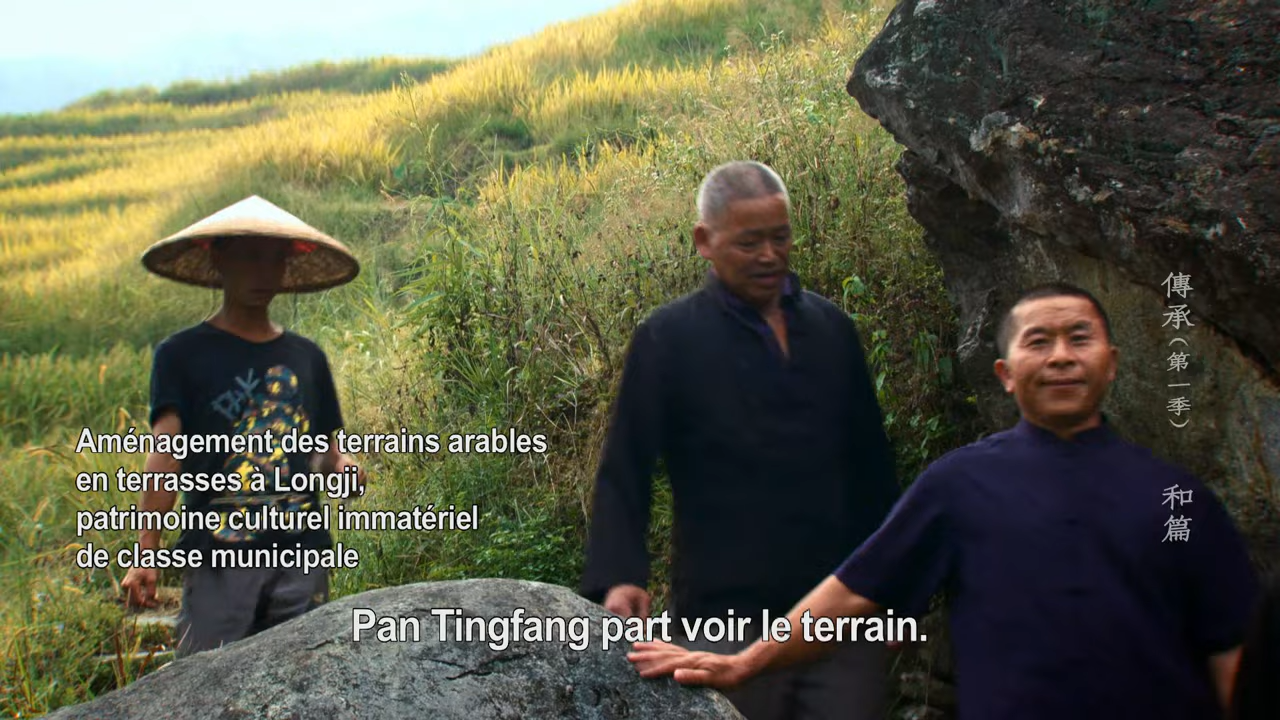 Aménagement des terrains arables
en terrasses à Longji,
patrimoine culturel immatériel
de classe municipale
Pan Tingfang part voir le terrain.
傳承（第一季）
和篇
PAK